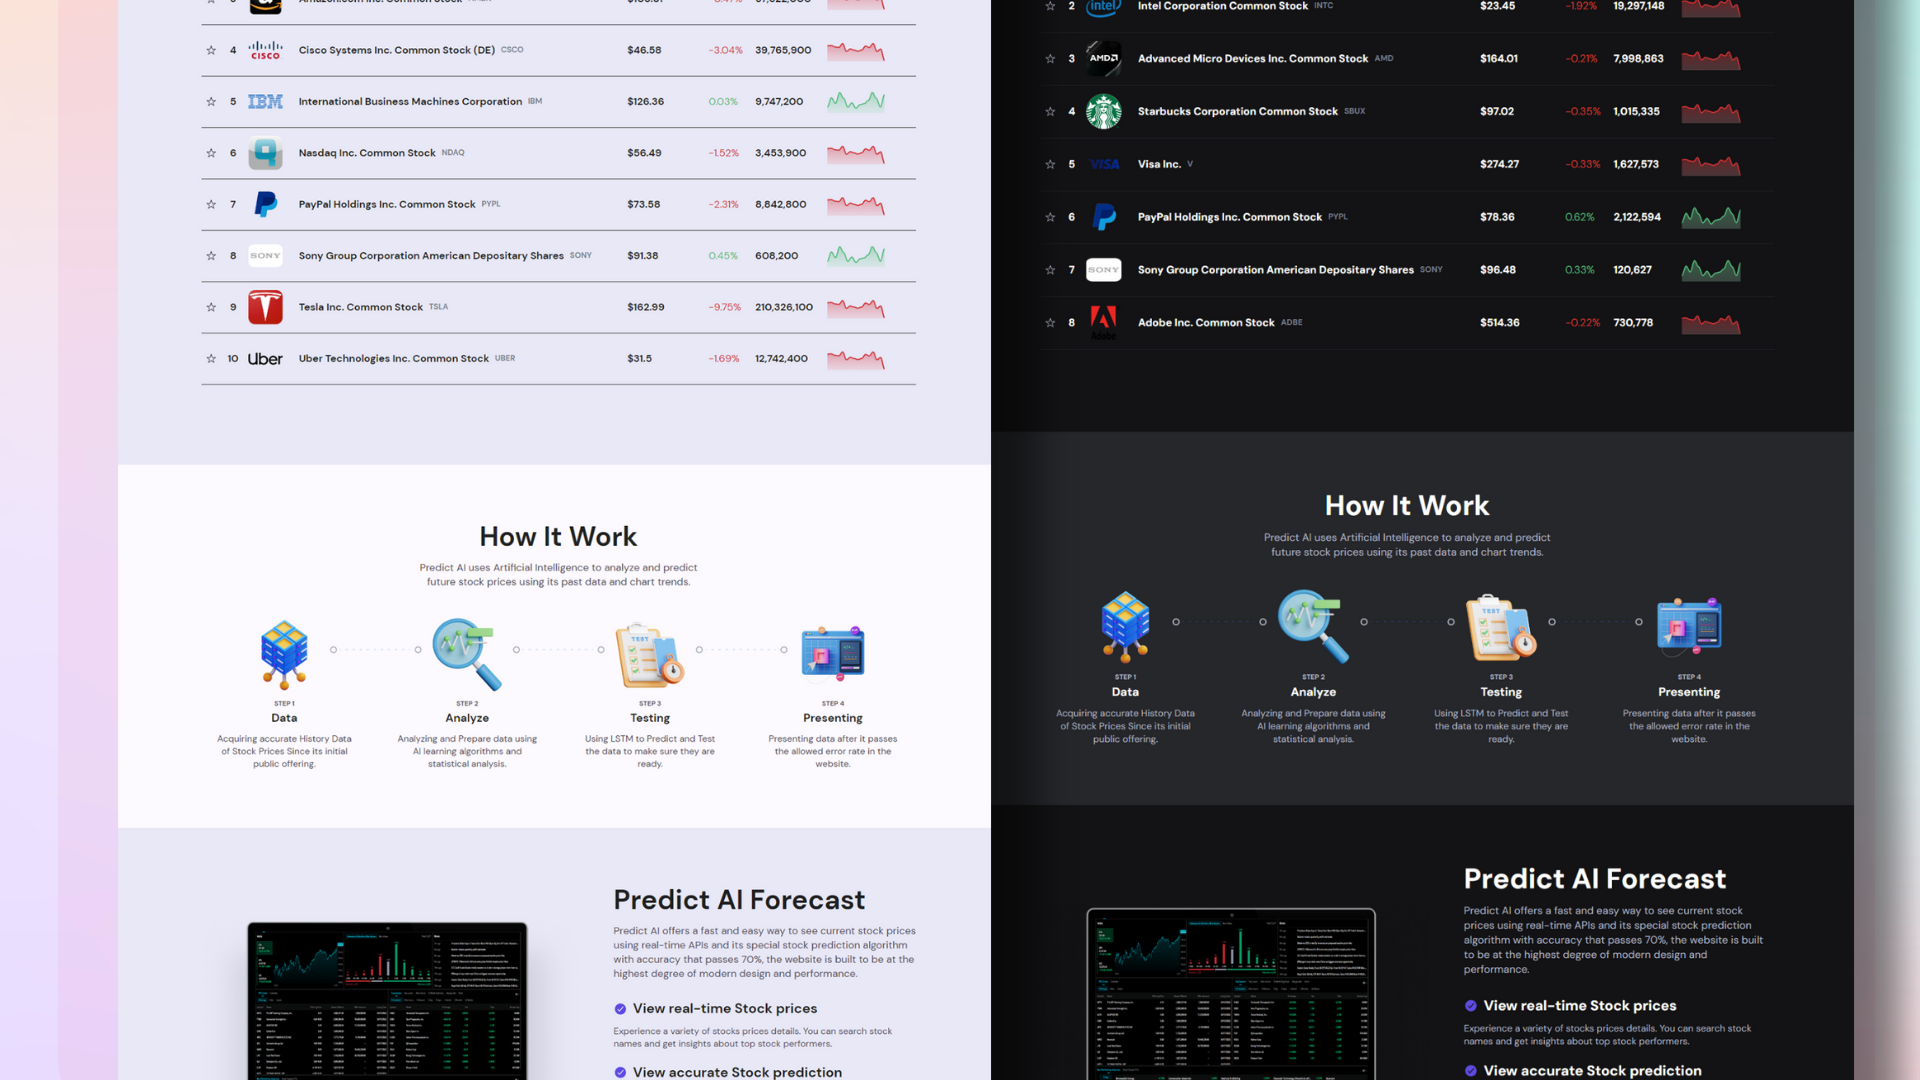 4 CISCO Cisco Systems Inc. Common Stock (DE) CSCO $46.58 -3.04% 39,765,900
5 IBM International Business Machines Corporation IBM $126.36 0.03% 9,747,200
6 Nasdaq Inc. Common Stock NDAQ $56.49 -1.52% 3,453,900
7 PayPal Holdings Inc. Common Stock PYPL $73.58 -2.31% 8,842,800
8 SONY Sony Group Corporation American Depositary Shares SONY $91.38 0.45% 608,200
9 Tesla Inc. Common Stock TSLA $162.99 -9.75% 210,326,100
10 Uber Uber Technologies Inc. Common Stock UBER $31.5 -1.69% 12,742,400
How It Work
Predict AI uses Artificial Intelligence to analyze and predict
future stock prices using its past data and chart trends.
TEST
STEP 1
Data
Acquiring accurate History Data
of Stock Prices Since its initial
public offering.
STEP 2
Analyze
Analyzing and Prepare data using
AI learning algorithms and
statistical analysis.
STEP 3
Testing
Using LSTM to Predict and Test
the data to make sure they are
ready.
STEP 4
Presenting
Presenting data after it passes
the allowed error rate in the
website.
Predict AI Forecast
Predict AI offers a fast and easy way to see current stock prices
using real-time APIs and its special stock prediction algorithm
with accuracy that passes 70%, the website is built to be at the
highest degree of modern design and performance.
View real-time Stock prices
Experience a variety of stocks prices details. You can search stock
names and get insights about top stock performers.
View accurate Stock prediction
2 intel Intel Corporation Common Stock INTC $23.45 -1.92% 19,297,148
3 AMD Advanced Micro Devices Inc. Common Stock AMD $164.01 -0.21% 7,998,863
4 Starbucks Corporation Common Stock SBUX $97.02 -0.35% 1,015,335
5 VISA Visa Inc. V $274.27 -0.33% 1,627,573
6 PayPal Holdings Inc. Common Stock PYPL $78.36 0.62% 2,122,594
7 SONY Sony Group Corporation American Depositary Shares SONY $96.48 0.33% 120,627
8 Adobe Adobe Inc. Common Stock ADBE $514.36 -0.22% 730,778
How It Work
Predict AI uses Artificial Intelligence to analyze and predict
future stock prices using its past data and chart trends.
TEST
STEP 1
Data
Acquiring accurate History Data
of Stock Prices Since its initial
public offering.
STEP 2
Analyze
Analyzing and Prepare data using
AI learning algorithms and
statistical analysis.
STEP 3
Testing
Using LSTM to Predict and Test
the data to make sure they are
ready.
STEP 4
Presenting
Presenting data after it passes
the allowed error rate in the
website.
Predict AI Forecast
Predict AI offers a fast and easy way to see current stock
prices using real-time APIs and its special stock prediction
algorithm with accuracy that passes 70%, the website is built
to be at the highest degree of modern design and
performance.
View real-time Stock prices
Experience a variety of stocks prices details. You can search stock
names and get insights about top stock performers.
View accurate Stock prediction